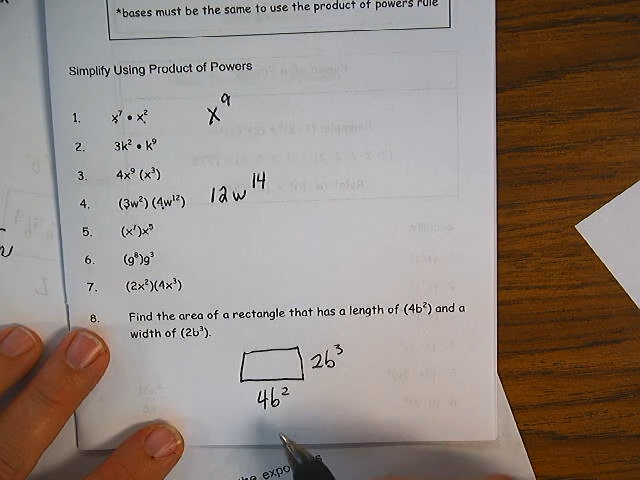 *bases must be the same to use the product of powers rule
Simplify Using Product of Powers
1. x⁷ • x² x⁹
2. 3k² • k⁹
3. 4x⁹ (x³)
4. (3w²) (4w¹²) 12w¹⁴
5. (x⁷)x⁵
6. (g⁸)g³
7. (2x²)(4x³)
8. Find the area of a rectangle that has a length of (4b²) and a
width of (2b³).
2b³
4b²